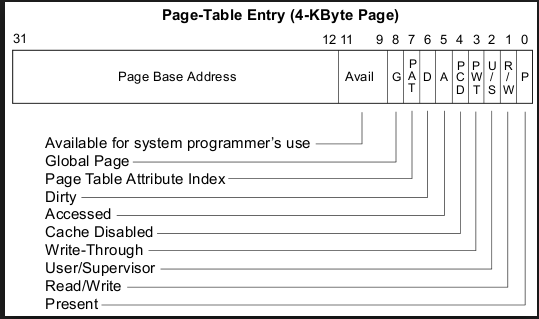 Page-Table Entry (4-KByte Page)
31 12 11 9 8 7 6 5 4 3 2 1 0
Page Base Address Avail G PAT D A PCD PWT U/S R/W P
Available for system programmer's use
Global Page
Page Table Attribute Index
Dirty
Accessed
Cache Disabled
Write-Through
User/Supervisor
Read/Write
Present